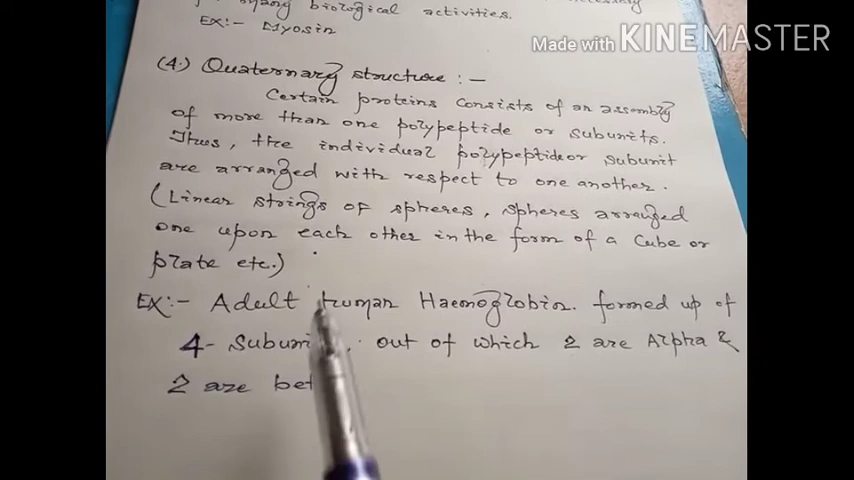 many biological activities.
EX:- Myosin
Made with KINEMASTER
(4.) Quaternary structure :-
Certain proteins consists of an assembly
of more than one polypeptide or subunits.
Thus, the individual polypeptide or subunit
are arranged with respect to one another.
(Linear strings of spheres, spheres arranged
one upon each other in the form of a cube or
plate etc.)
EX:- Adult human Haemoglobin. formed up of
4- Subuni out of which 2 are Alpha &
2 are bet